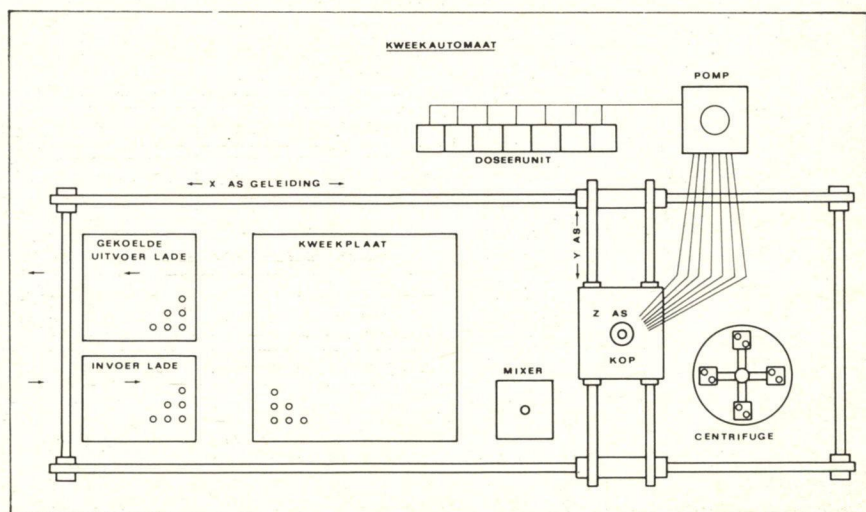 KWEEKAUTOMAAT
POMP
DOSEERUNIT
X AS GELEIDING
Y AS
GEKOELDE
UITVOER LADE
KWEEKPLAAT
Z AS
KOP
INVOER LADE
MIXER
CENTRIFUGE